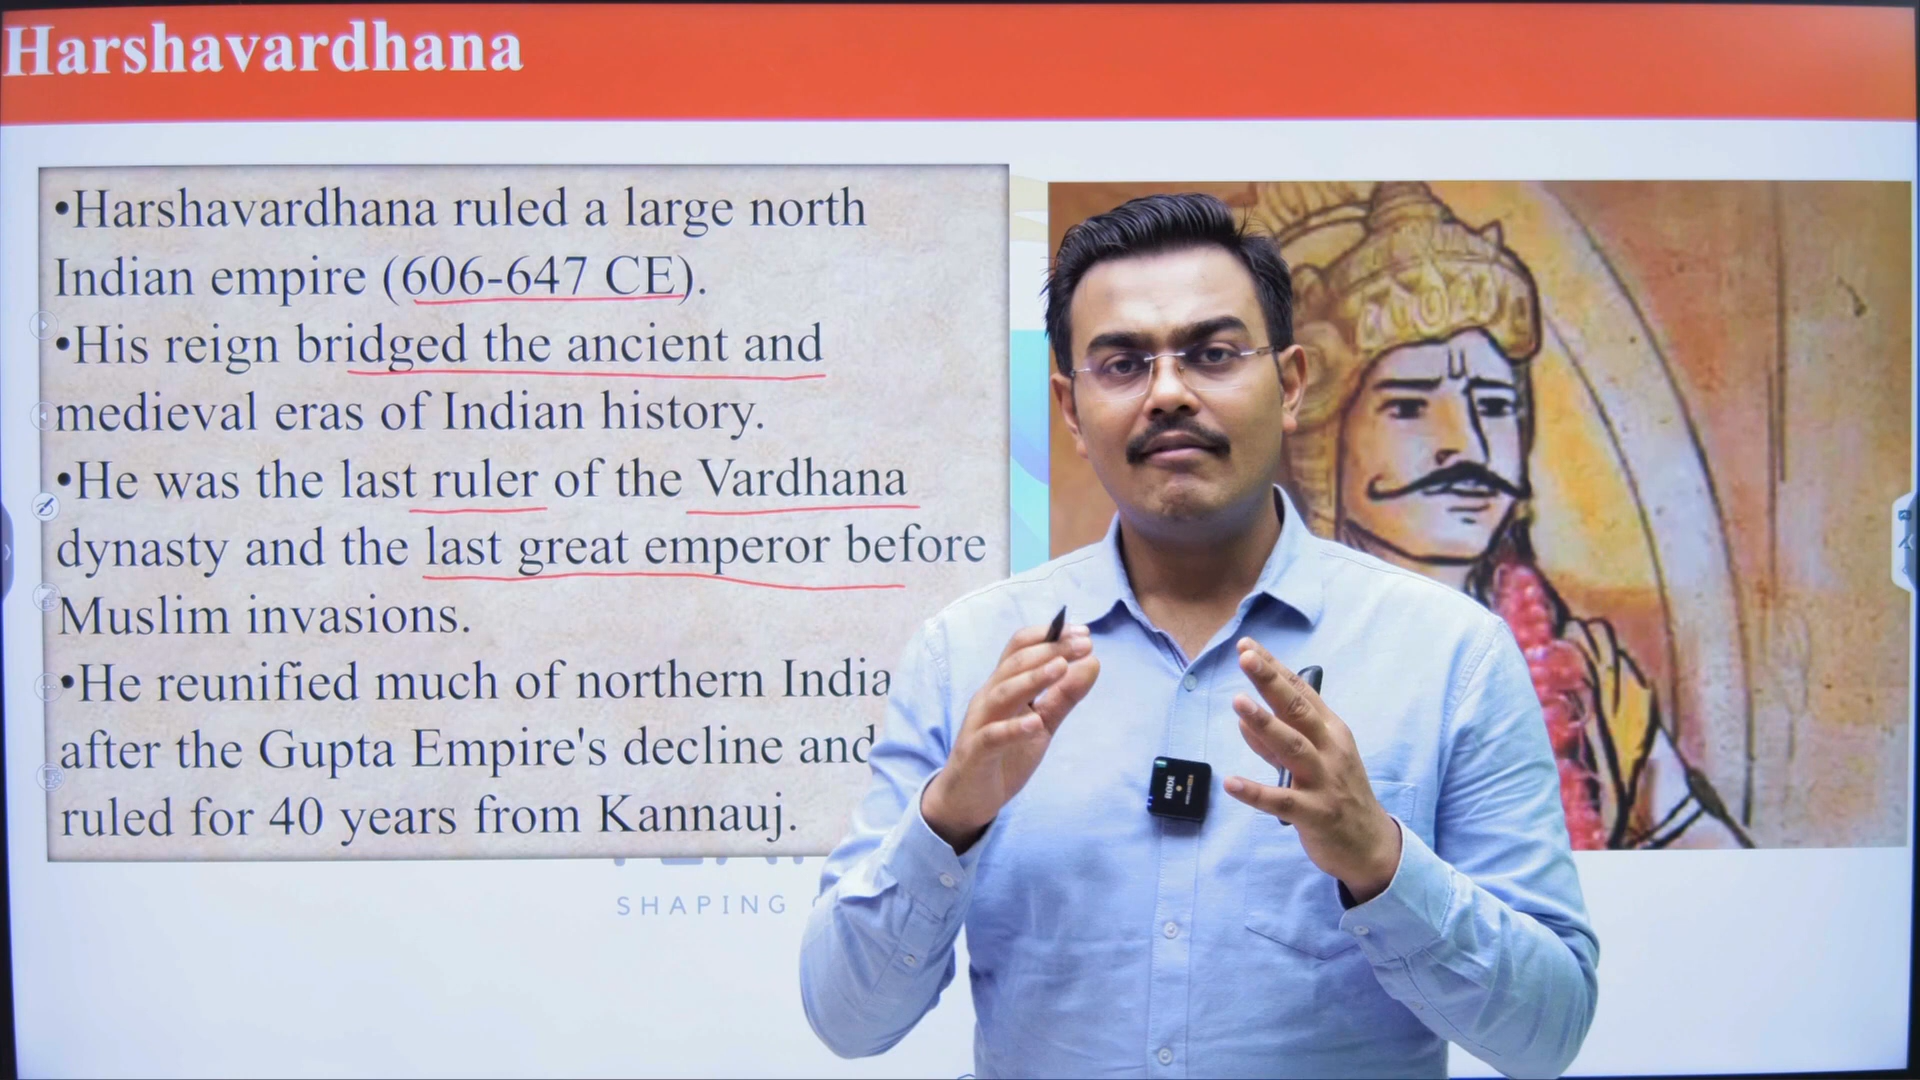 Harshavardhana
•Harshavardhana ruled a large north
Indian empire (606-647 CE).
•His reign bridged the ancient and
medieval eras of Indian history.
•He was the last ruler of the Vardhana
dynasty and the last great emperor before
Muslim invasions.
•He reunified much of northern India
after the Gupta Empire's decline and
ruled for 40 years from Kannauj.
SHAPING
RODE